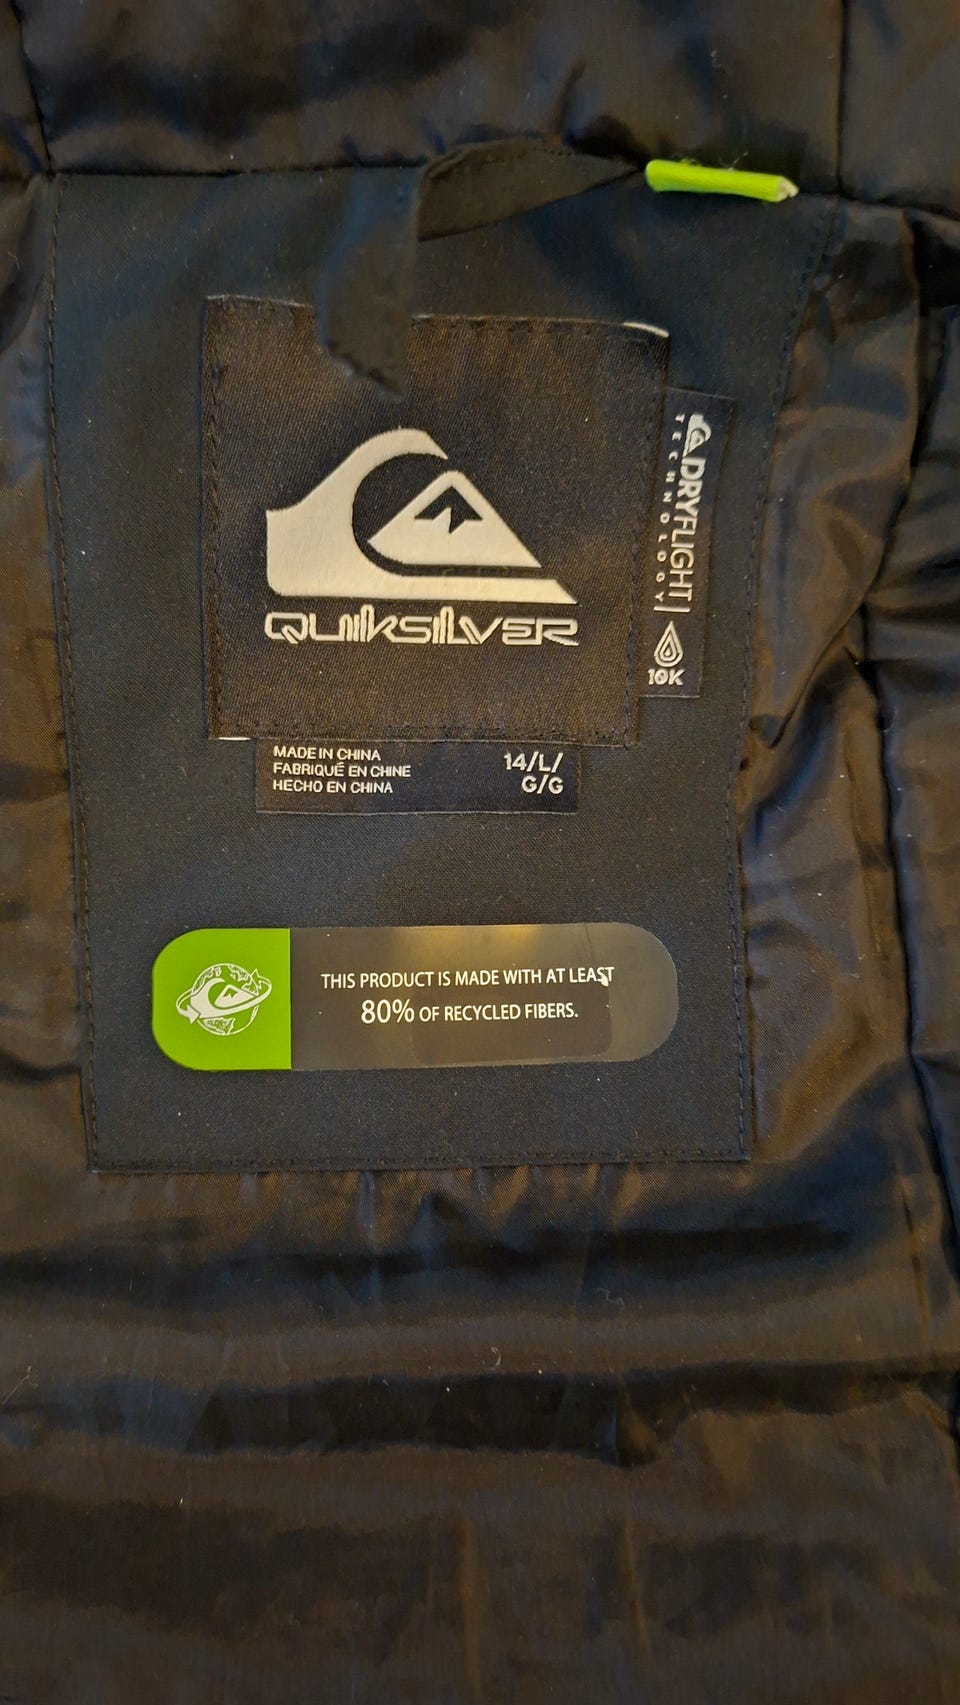 QUIKSILVER
DRYFLIGHT
TECHNOLOGY
10K
MADE IN CHINA
FABRIQUÉ EN CHINE
HECHO EN CHINA
14/L/
G/G
THIS PRODUCT IS MADE WITH AT LEAST
80% OF RECYCLED FIBERS.